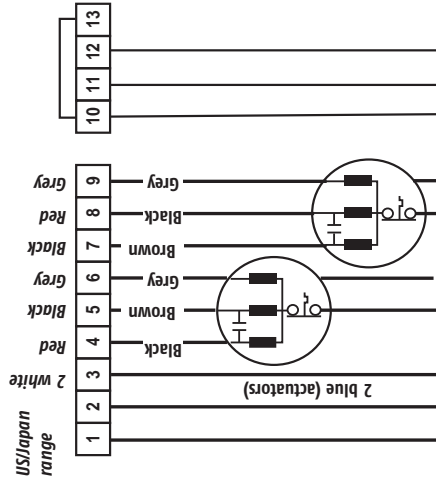 13
12
11
10
Grey 9 Grey
Red 8 Black
Black 7 Brown
Grey 6 Grey
Black 5 Brown
Red 4 Black
2 white 3
2 blue (actuators)
2
1
US/Japan
range